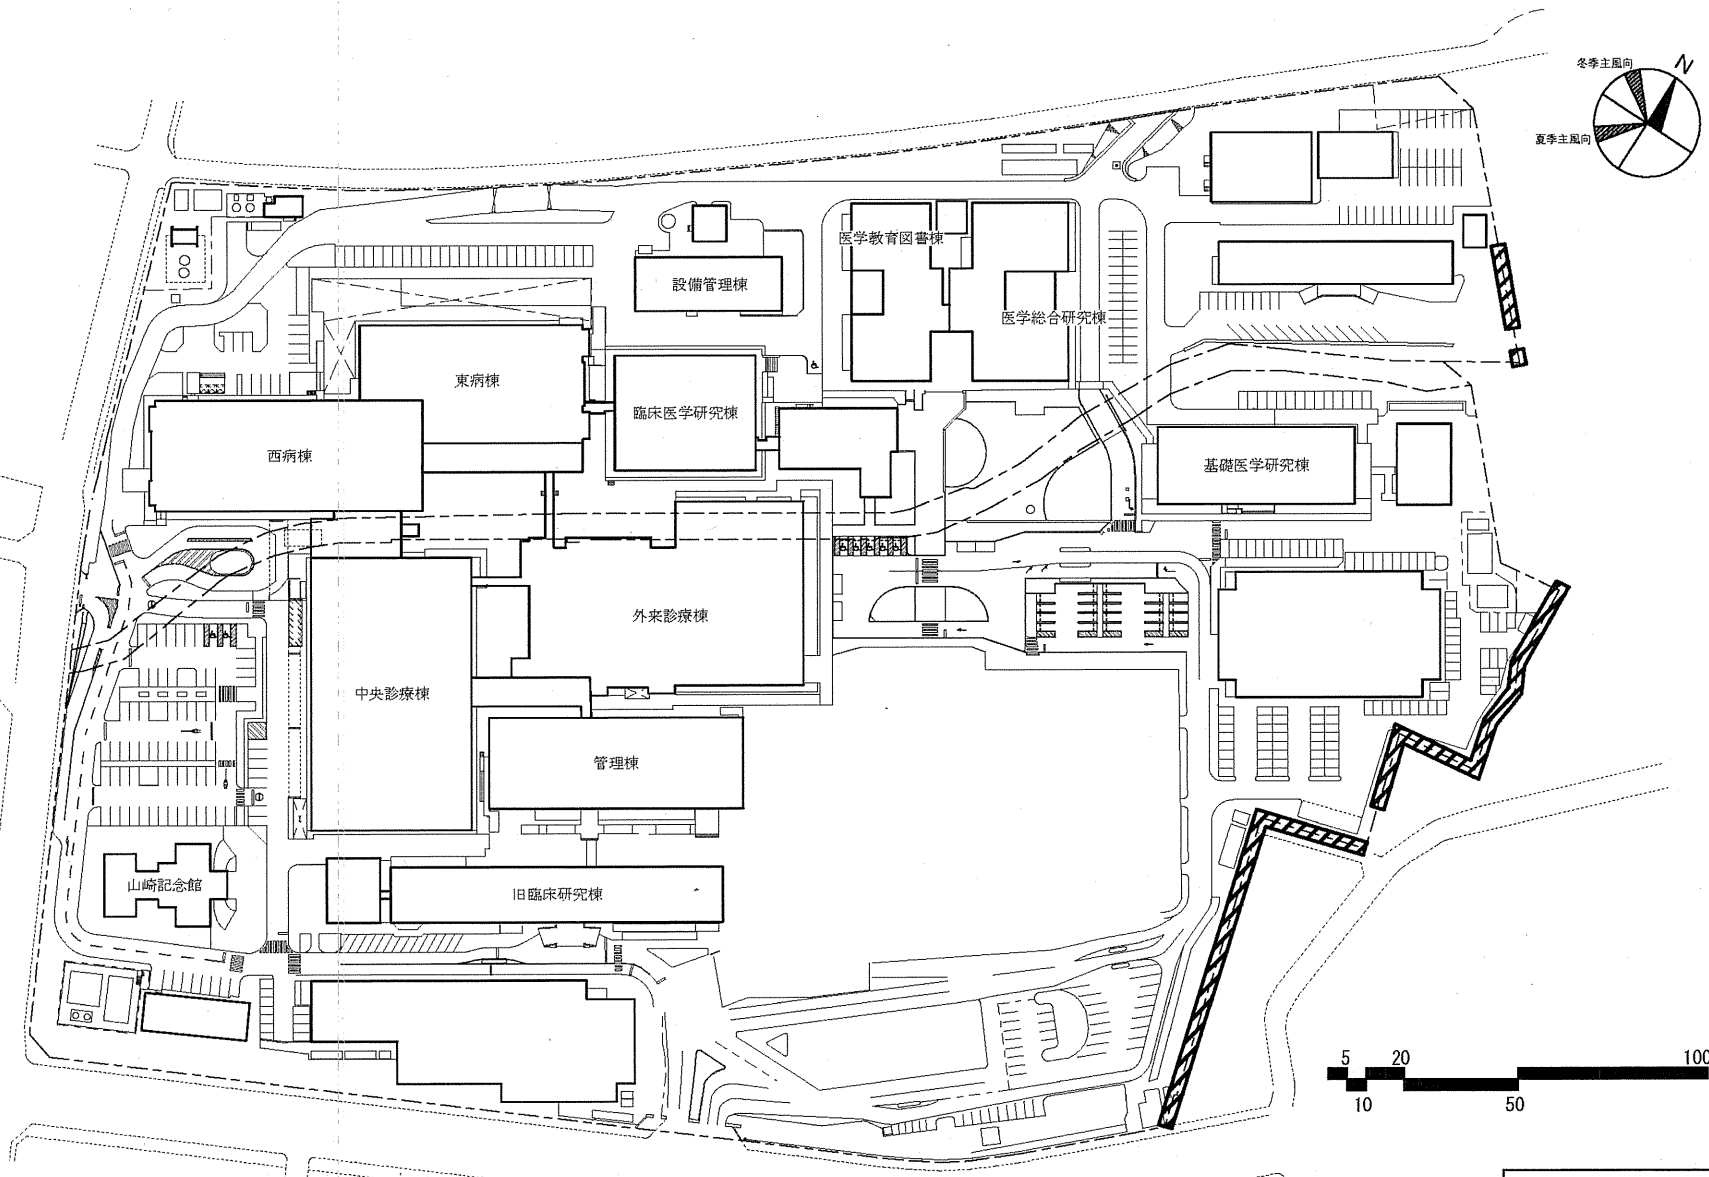 冬季主風向
N
夏季主風向
医学教育図書棟
設備管理棟
医学総合研究棟
東病棟
臨床医学研究棟
西病棟
基礎医学研究棟
外来診療棟
中央診療棟
管理棟
山崎記念館
旧臨床研究棟
5 20 100
10 50